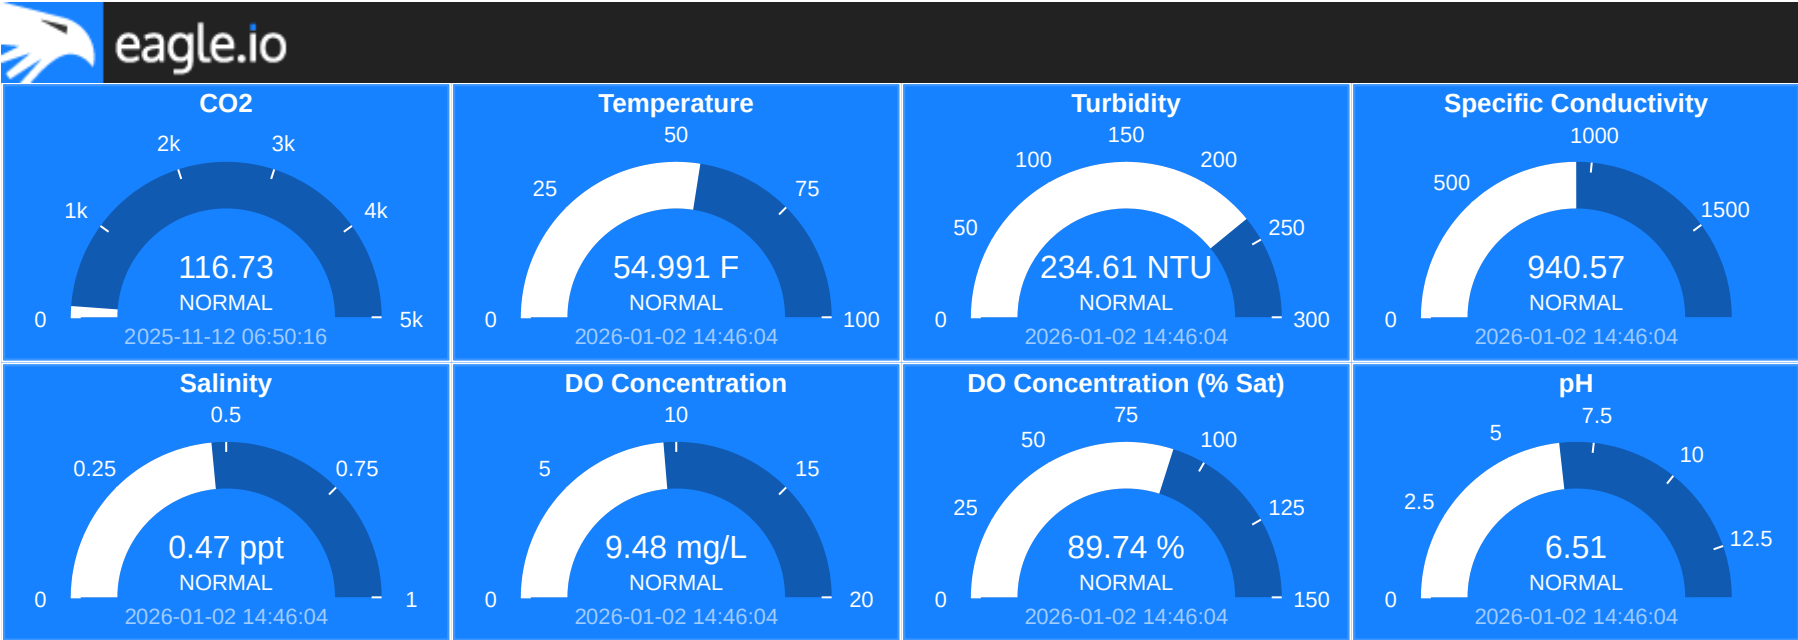 eagle.io
CO2
2k 3k
1k 4k
116.73
NORMAL
0 5k
2025-11-12 06:50:16
Temperature
50
25 75
54.991 F
NORMAL
0 100
2026-01-02 14:46:04
Turbidity
150
100 200
50 250
234.61 NTU
NORMAL
0 300
2026-01-02 14:46:04
Specific Conductivity
1000
500
1500
940.57
NORMAL
0
2026-01-02 14:46:04
Salinity
0.5
0.25 0.75
0.47 ppt
NORMAL
0 1
2026-01-02 14:46:04
DO Concentration
10
5 15
9.48 mg/L
NORMAL
0 20
2026-01-02 14:46:04
DO Concentration (% Sat)
75
50 100
25 125
89.74 %
NORMAL
0 150
2026-01-02 14:46:04
pH
7.5
5
10
2.5
12.5
6.51
NORMAL
0
2026-01-02 14:46:04